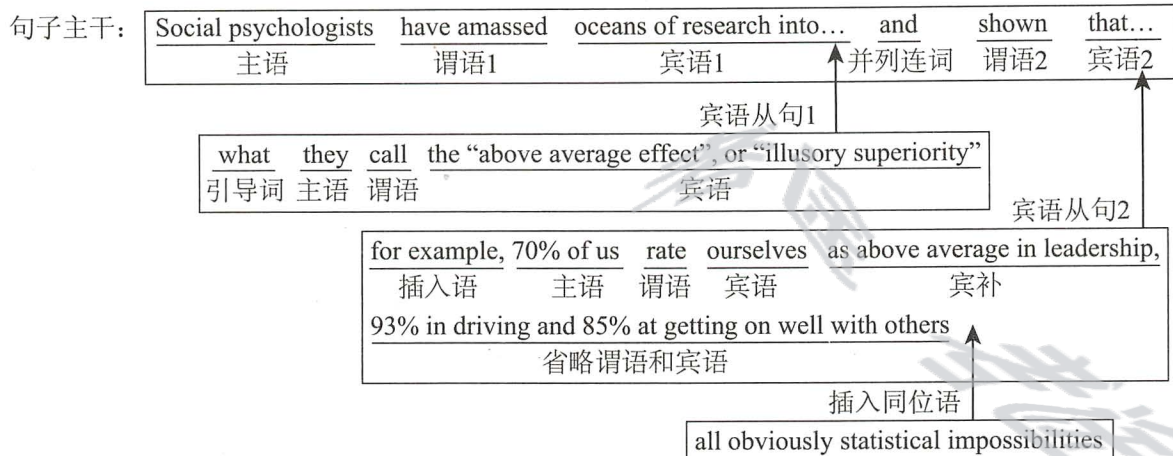 句子主干：
Social psychologists have amassed oceans of research into… and shown that…
主语 谓语1 宾语1 并列连词 谓语2 宾语2
宾语从句1
what they call the “above average effect”, or “illusory superiority”
引导词 主语 谓语 宾语
宾语从句2
for example, 70% of us rate ourselves as above average in leadership,
插入语 主语 谓语 宾语 宾补
93% in driving and 85% at getting on well with others
省略谓语和宾语
插入同位语
all obviously statistical impossibilities